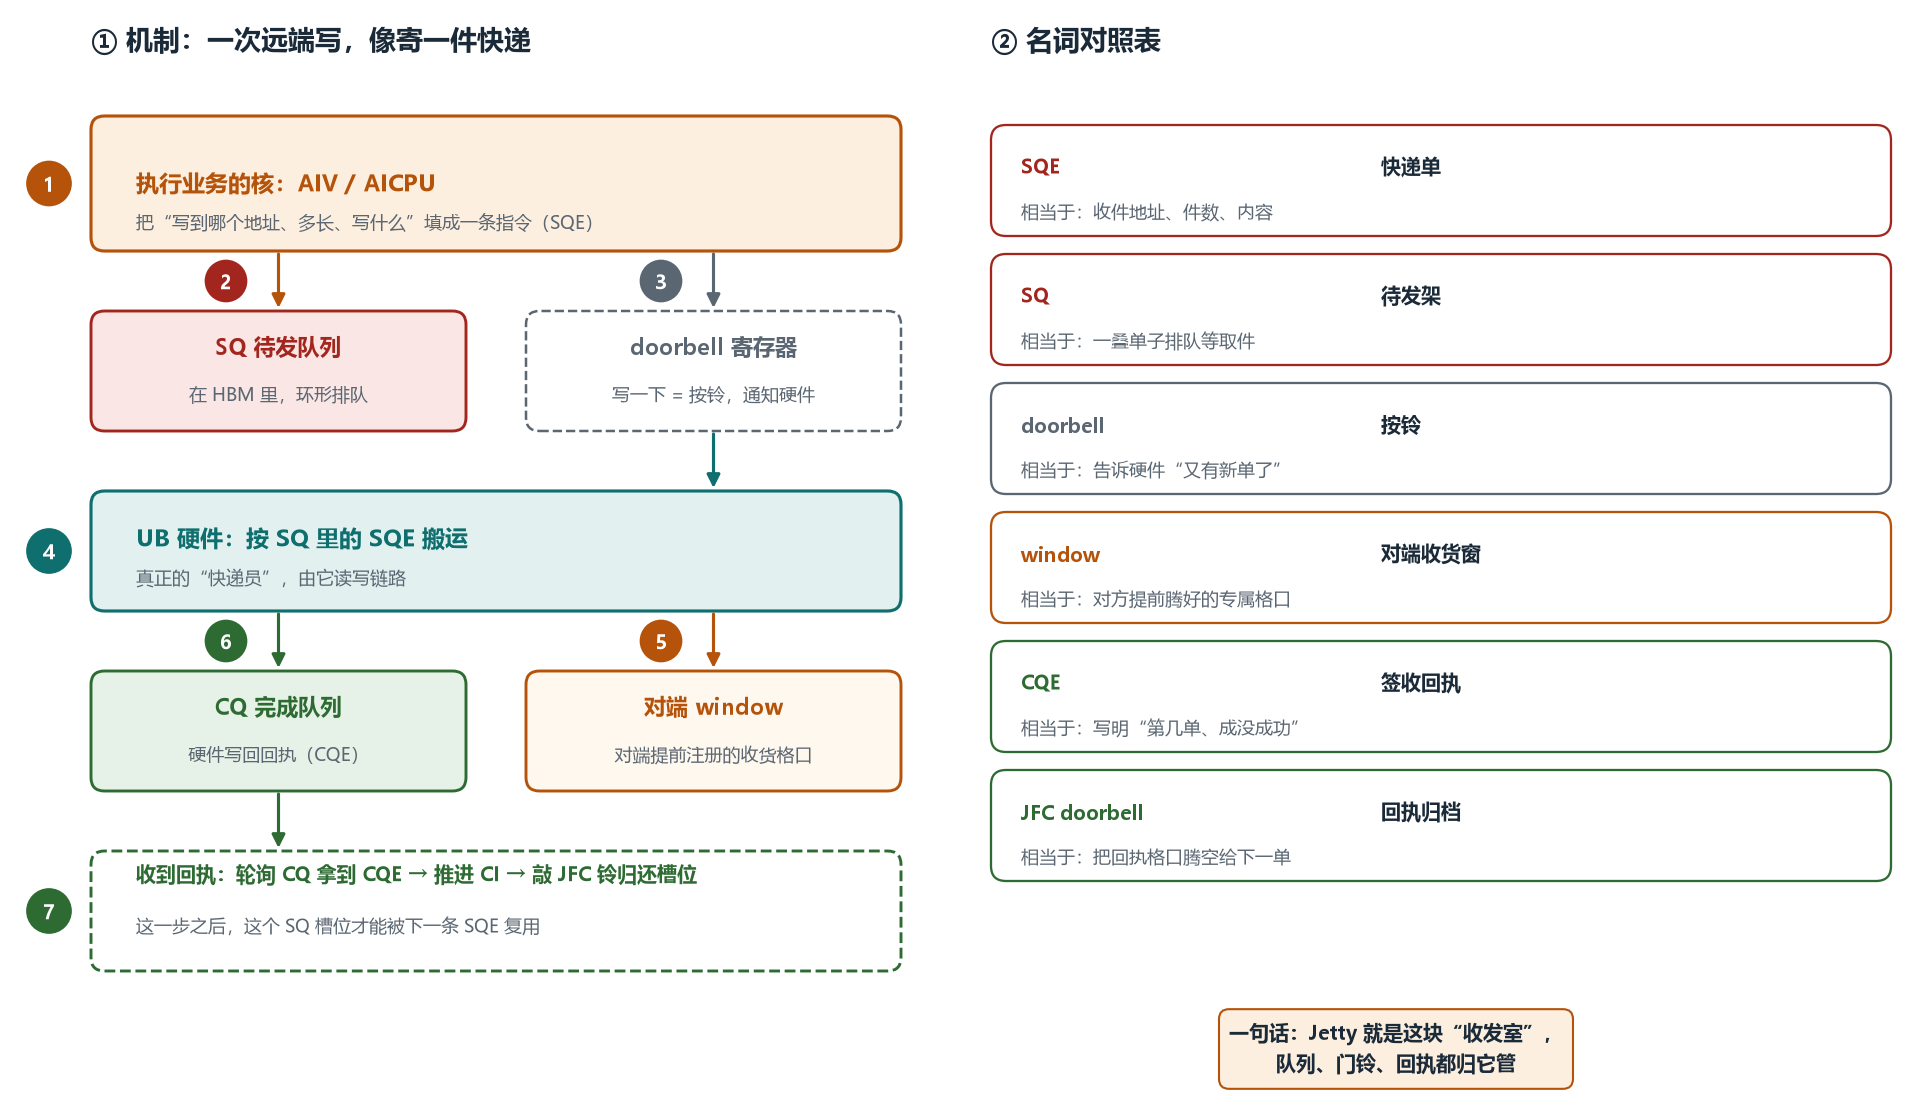 ① 机制：一次远端写，像寄一件快递
1
执行业务的核：AIV / AICPU
把“写到哪个地址、多长、写什么”填成一条指令（SQE）
2
3
SQ 待发队列
在 HBM 里，环形排队
doorbell 寄存器
写一下 = 按铃，通知硬件
4
UB 硬件：按 SQ 里的 SQE 搬运
真正的“快递员”，由它读写链路
6
5
CQ 完成队列
硬件写回回执（CQE）
对端 window
对端提前注册的收货格口
7
收到回执：轮询 CQ 拿到 CQE → 推进 CI → 敲 JFC 铃归还槽位
这一步之后，这个 SQ 槽位才能被下一条 SQE 复用
② 名词对照表
SQE 快递单
相当于：收件地址、件数、内容
SQ 待发架
相当于：一叠单子排队等取件
doorbell 按铃
相当于：告诉硬件“又有新单了”
window 对端收货窗
相当于：对方提前腾好的专属格口
CQE 签收回执
相当于：写明“第几单、成没成功”
JFC doorbell 回执归档
相当于：把回执格口腾空给下一单
一句话：Jetty 就是这块“收发室”，
队列、门铃、回执都归它管